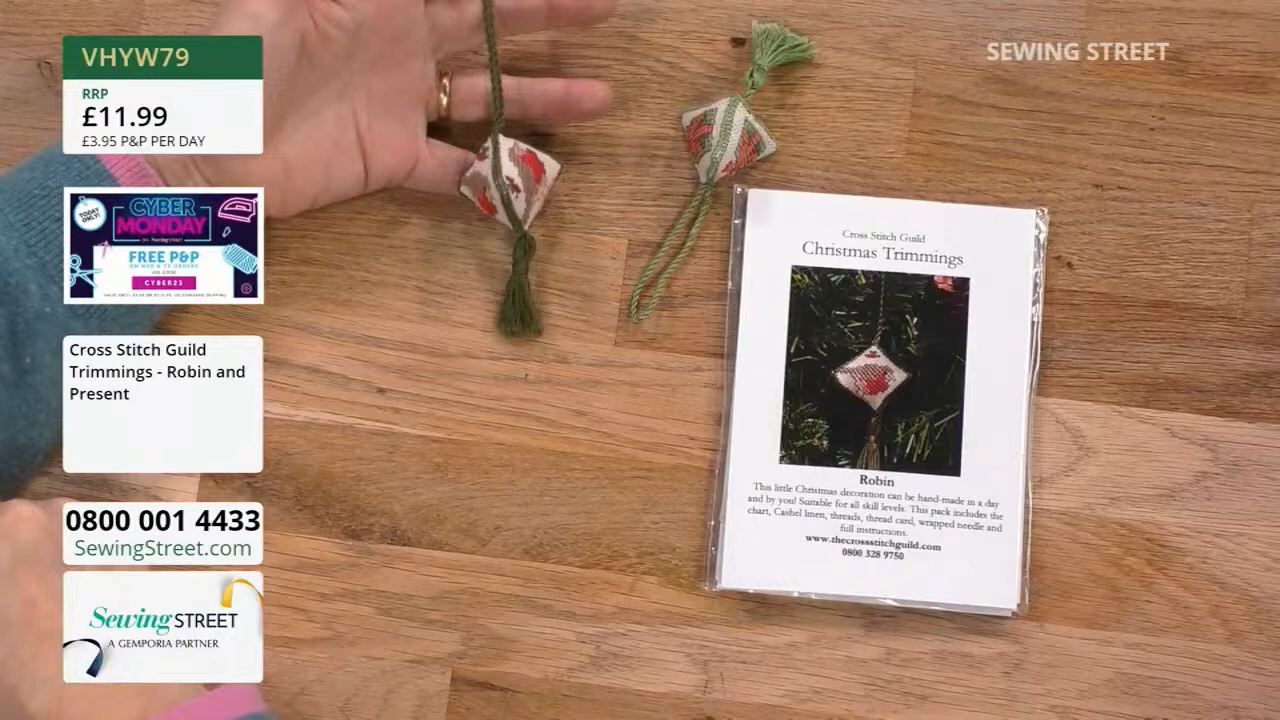 VHYW79
RRP
£11.99
£3.95 P&P PER DAY
SEWING STREET
TODAY ONLY!
CYBER
MONDAY
FREE P&P
CYBER23
Cross Stitch Guild
Trimmings - Robin and
Present
0800 001 4433
SewingStreet.com
Sewing STREET
A GEMPORIA PARTNER
Cross Stitch Guild
Christmas Trimmings
Robin
This little Christmas decoration can be hand-made in a day
and by you! Suitable for all skill levels. This pack includes the
chart, Cashel linen, threads, thread card, wrapped needle and
full instructions.
www.thecrossstitchguild.com
0800 328 9750